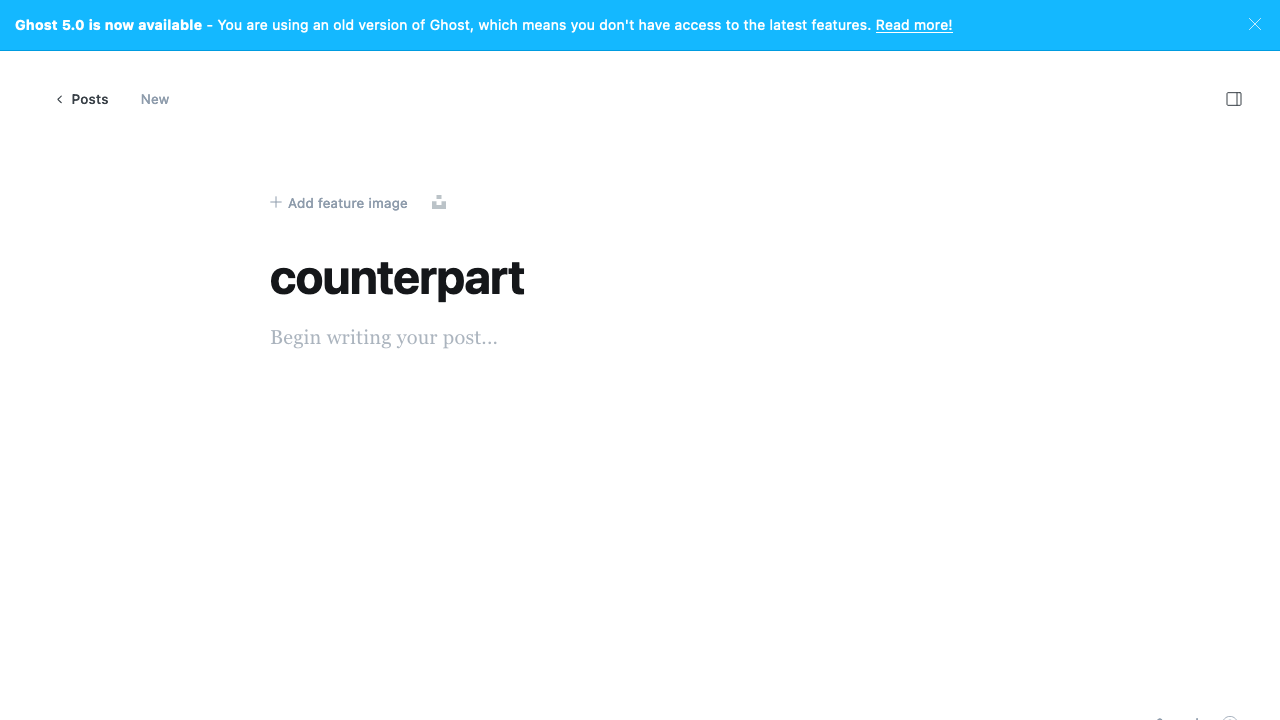 Ghost 5.0 is now available - You are using an old version of Ghost, which means you don't have access to the latest features. Read more!
Posts New
Add feature image
counterpart
Begin writing your post...